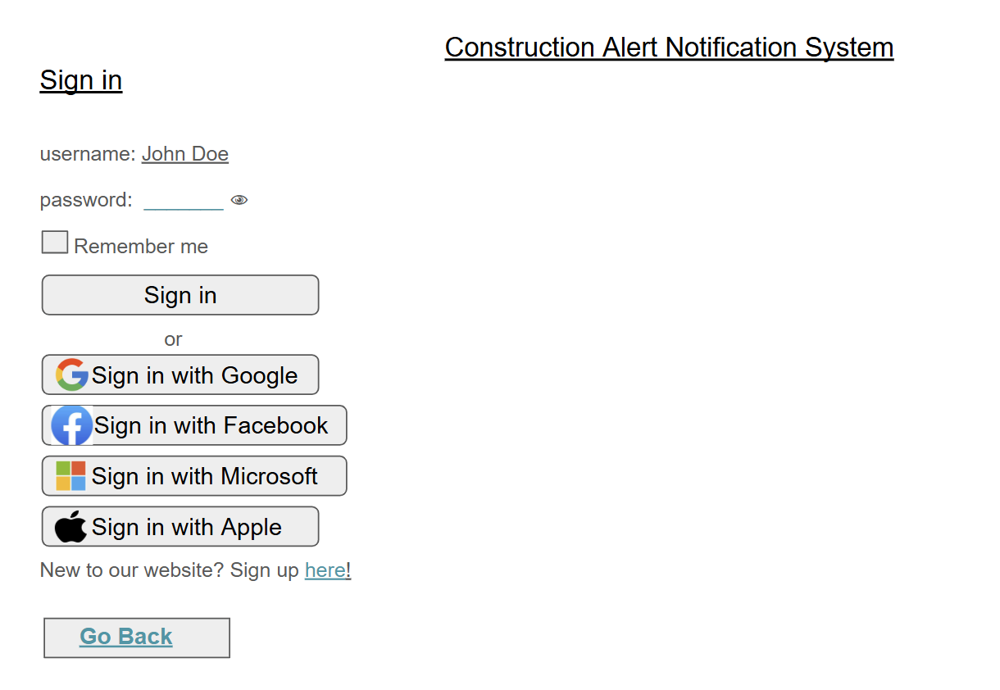 Construction Alert Notification System
Sign in
username: John Doe
password: _______
Remember me
Sign in
or
Sign in with Google
Sign in with Facebook
Sign in with Microsoft
Sign in with Apple
New to our website? Sign up here!
Go Back